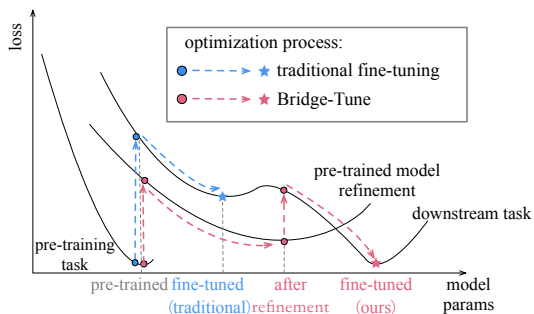 loss
optimization process:
traditional fine-tuning
Bridge-Tune
pre-trained model
refinement
downstream task
pre-training
task
pre-trained
fine-tuned
(traditional)
after
refinement
fine-tuned
(ours)
model
params